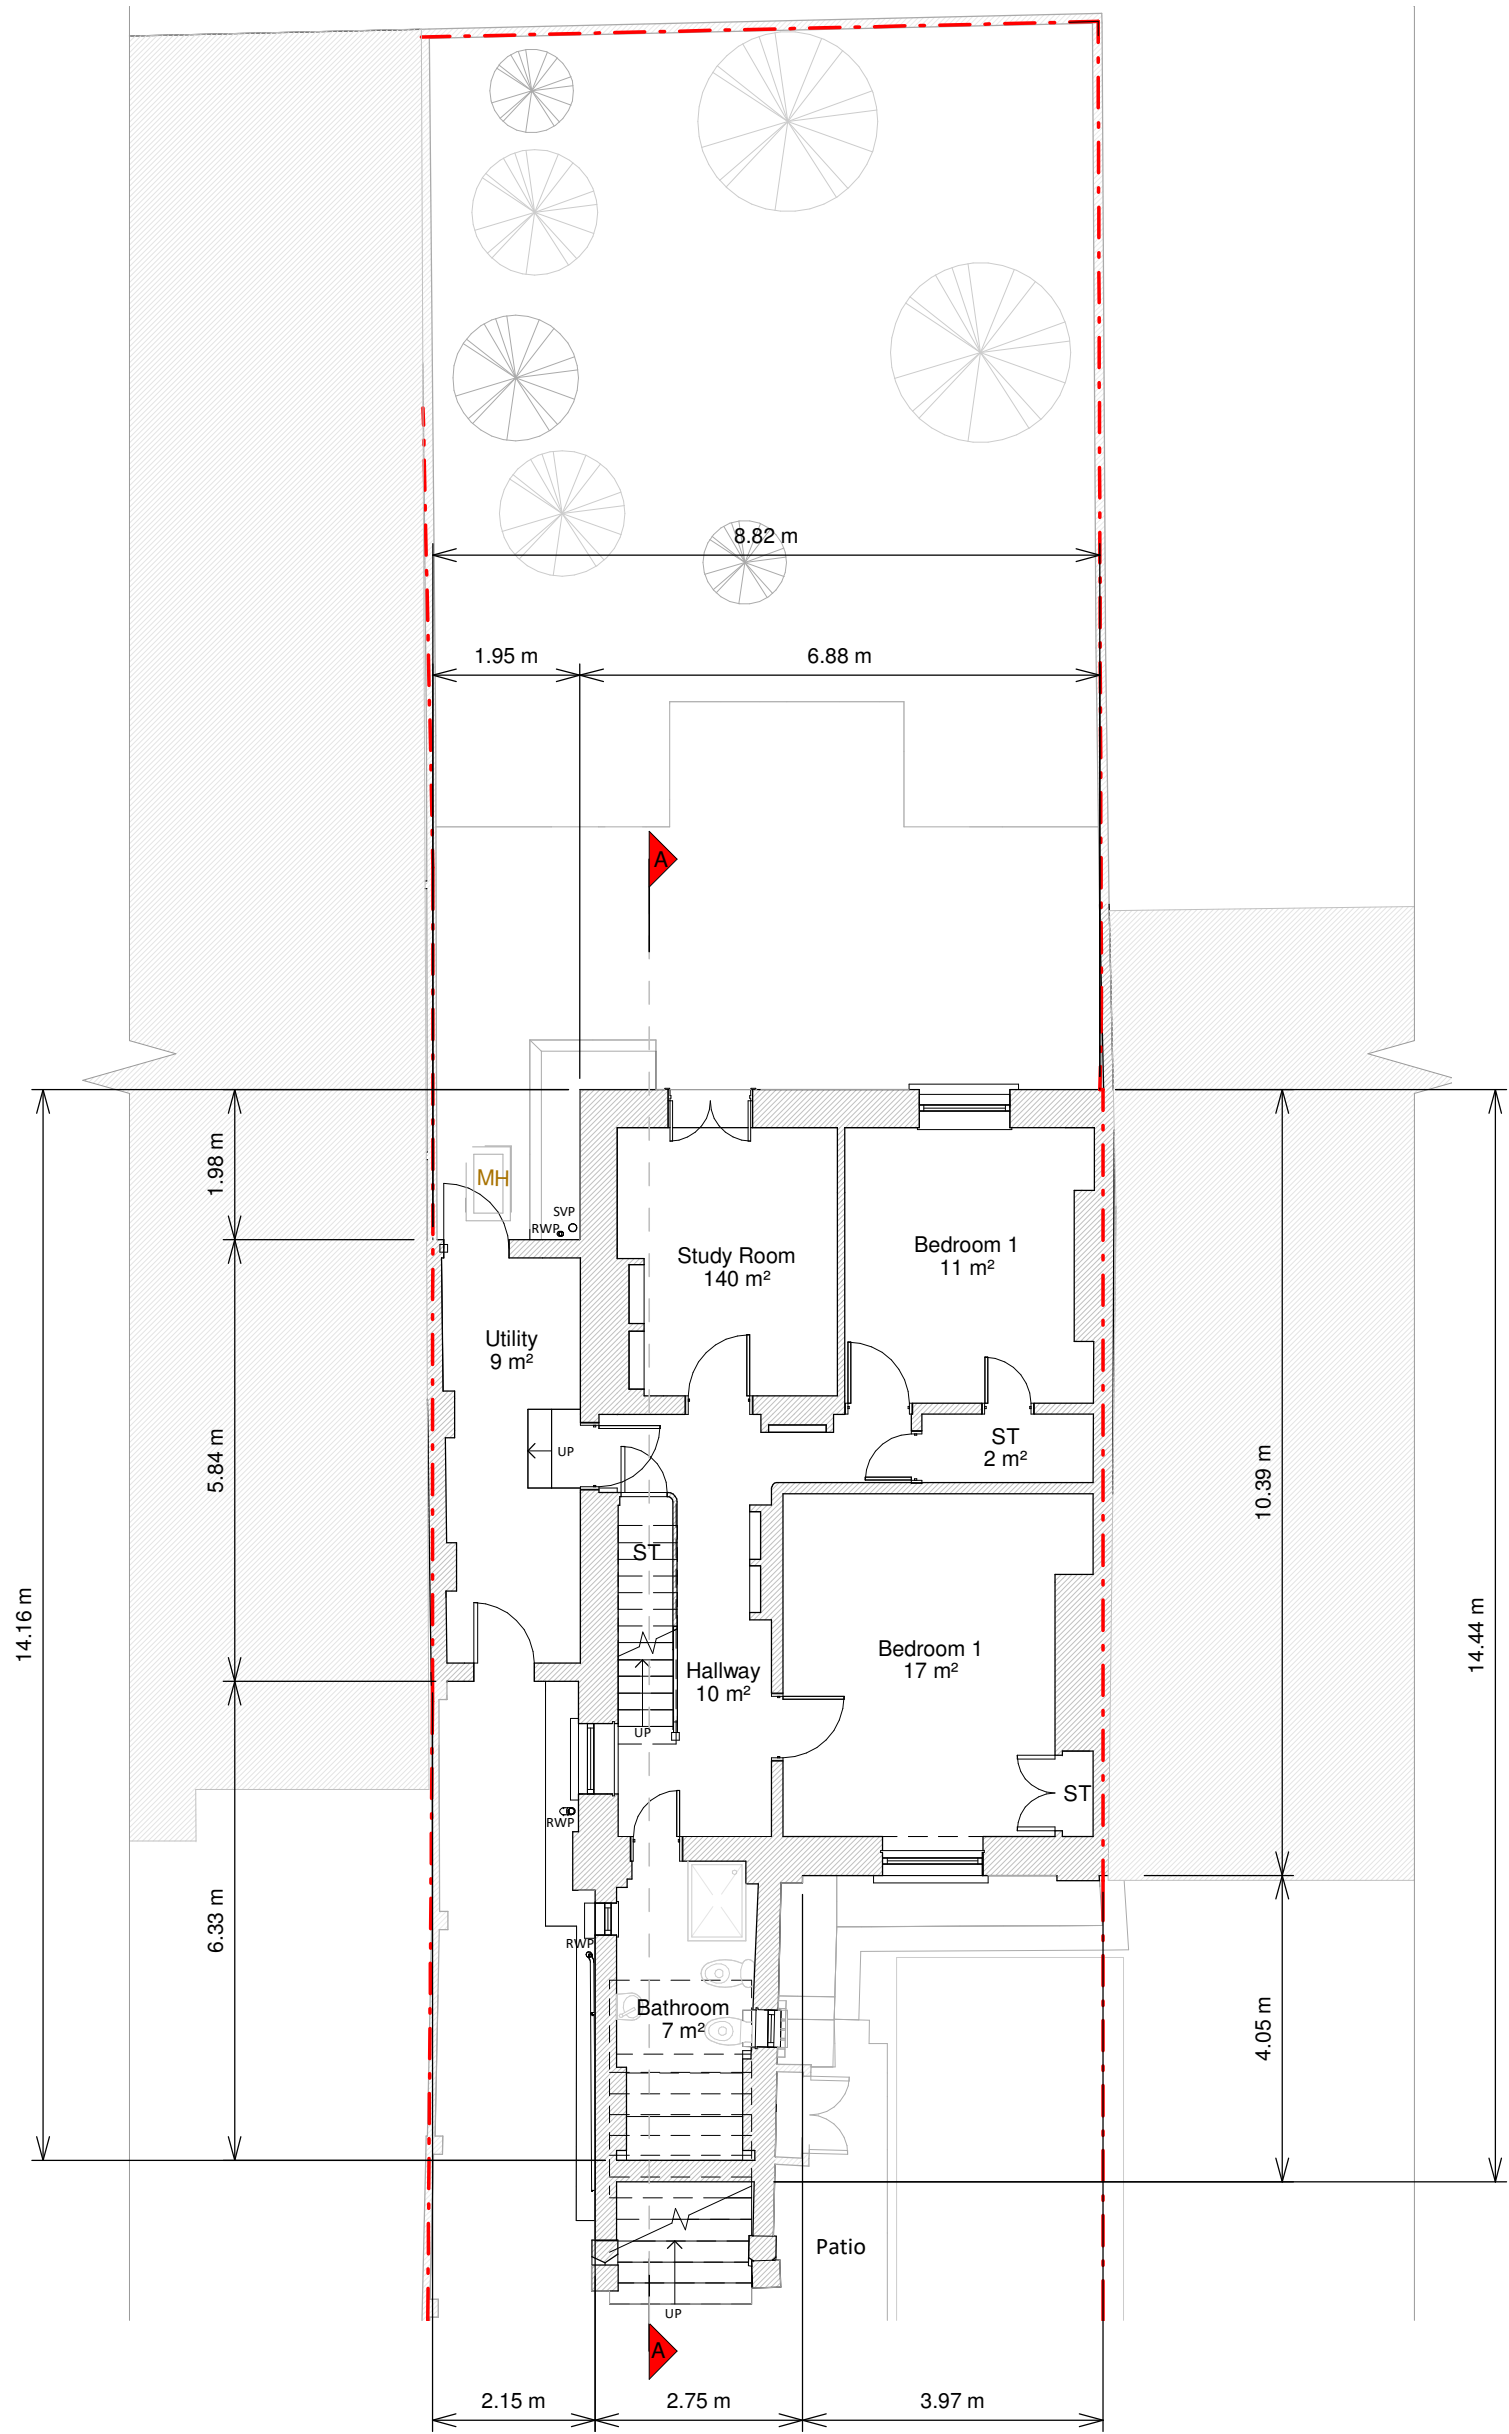 8.82 m
1.95 m
6.88 m
A
1.98 m
MH
SVP
RWP
Study Room
140 m²
Bedroom 1
11 m²
Utility
9 m²
5.84 m
UP
ST
2 m²
10.39 m
ST
14.16 m
14.44 m
Hallway
10 m²
Bedroom 1
17 m²
UP
ST
RWP
6.33 m
RWP
Bathroom
7 m²
4.05 m
Patio
UP
A
2.15 m
2.75 m
3.97 m